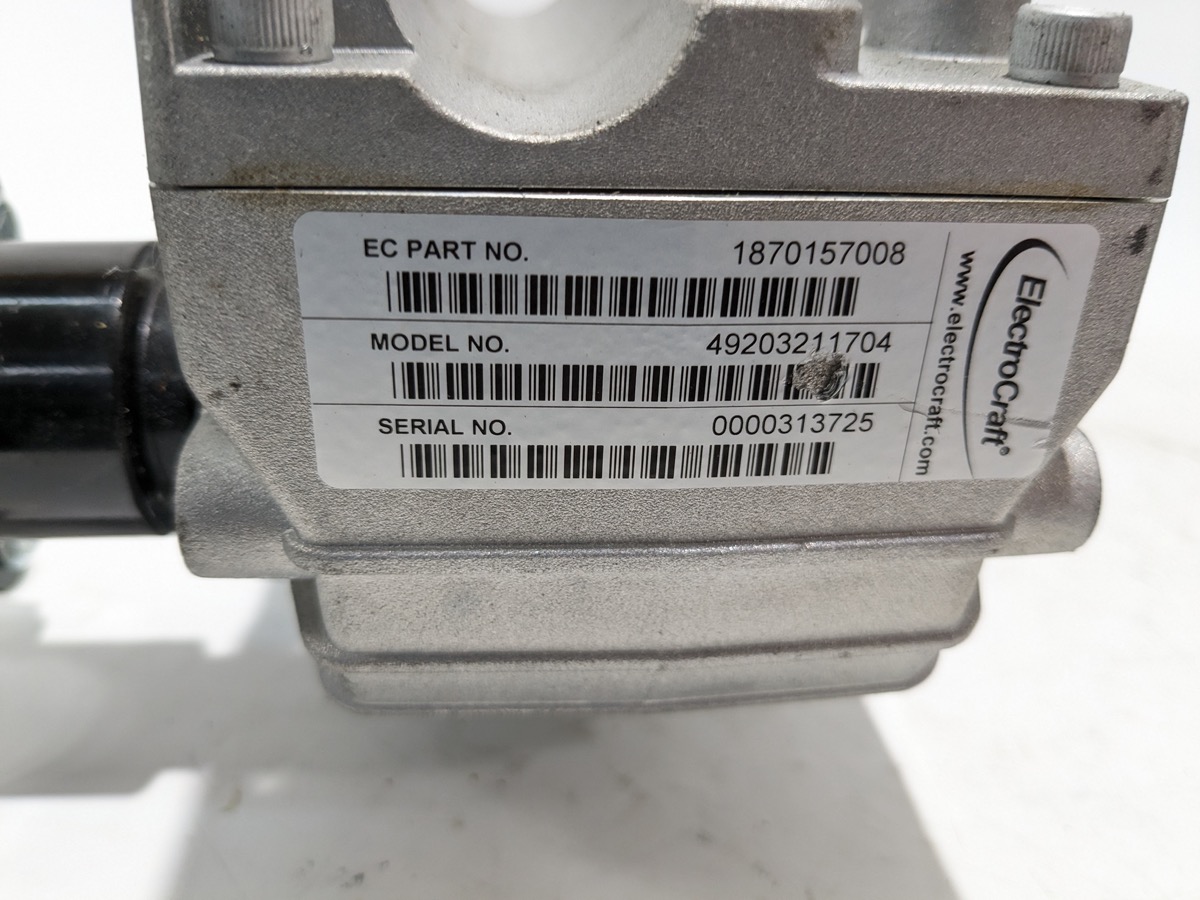 EC PART NO. 1870157008
MODEL NO. 49203211704
SERIAL NO. 0000313725
ElectroCraft®
www.electrocraft.com